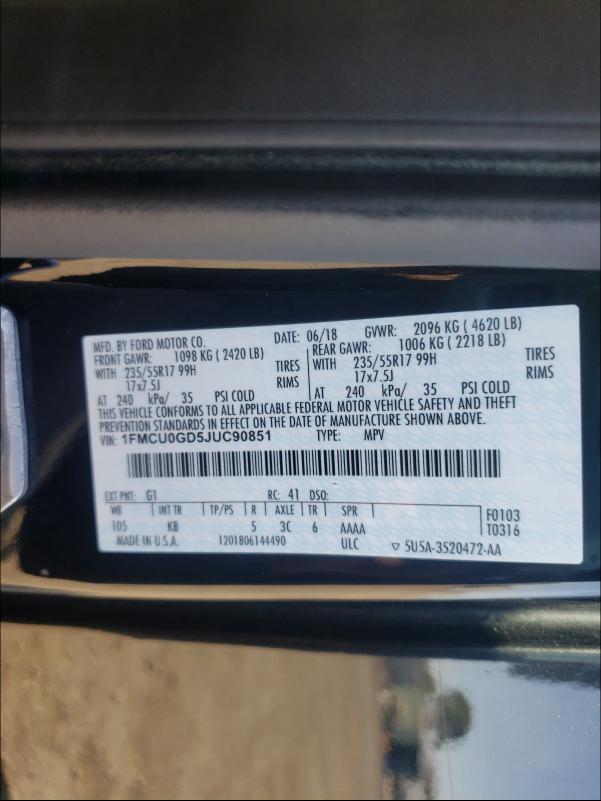 MFD. BY FORD MOTOR CO. DATE: 06/18 GVWR: 2096 KG ( 4620 LB)
FRONT GAWR: 1098 KG ( 2420 LB) REAR GAWR: 1006 KG ( 2218 LB)
WITH 235/55R17 99H TIRES 235/55R17 99H TIRES
17x7.5J RIMS 17x7.5J RIMS
AT 240 kPa/ 35 PSI COLD AT 240 kPa/ 35 PSI COLD
THIS VEHICLE CONFORMS TO ALL APPLICABLE FEDERAL MOTOR VEHICLE SAFETY AND THEFT
PREVENTION STANDARDS IN EFFECT ON THE DATE OF MANUFACTURE SHOWN ABOVE.
VIN: 1FMCU0GD5JUC90851 TYPE: MPV
EXT PNT: G1 RC: 41 DSO:
WB INT TR TP/PS R AXLE TR SPR F0103
105 KB 5 3C 6 AAAA T0316
MADE IN U.S.A. 1201806144490 ULC ▽ 5U5A-3520472-AA